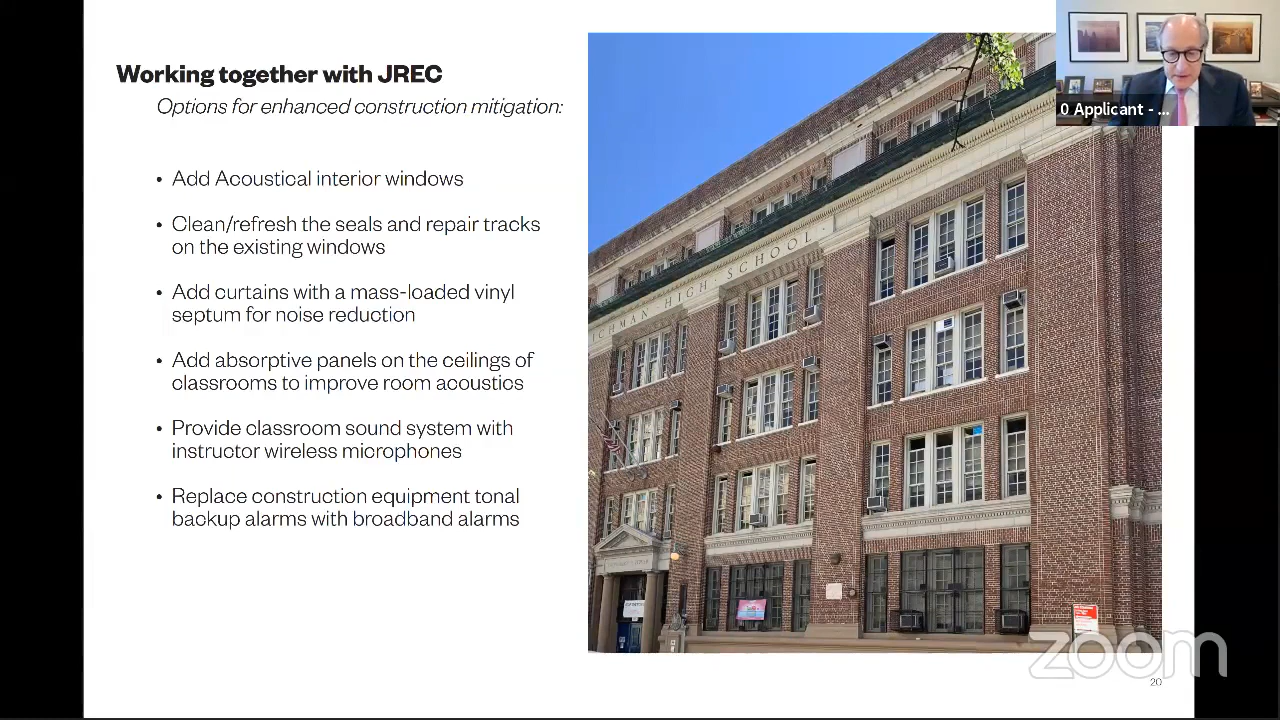 Working together with JREC
Options for enhanced construction mitigation:
• Add Acoustical interior windows
• Clean/refresh the seals and repair tracks
on the existing windows
• Add curtains with a mass-loaded vinyl
septum for noise reduction
• Add absorptive panels on the ceilings of
classrooms to improve room acoustics
• Provide classroom sound system with
instructor wireless microphones
• Replace construction equipment tonal
backup alarms with broadband alarms
ICHMAN HIGH SCHOOL
0 Applicant - ...
zoom
20